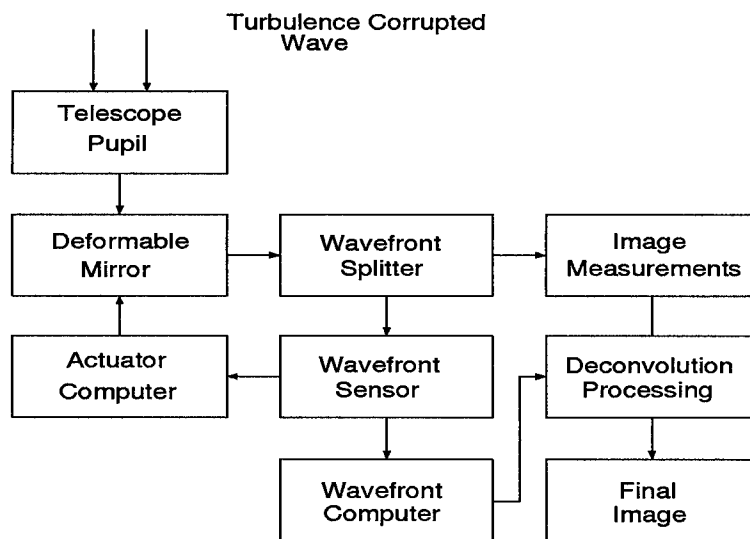 Turbulence Corrupted
Wave
Telescope
Pupil
Deformable
Mirror
Wavefront
Splitter
Image
Measurements
Actuator
Computer
Wavefront
Sensor
Deconvolution
Processing
Wavefront
Computer
Final
Image